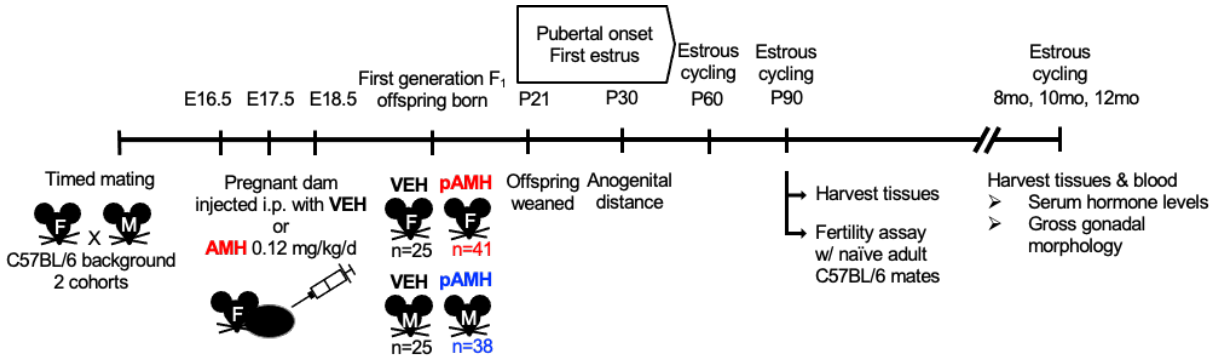 Pubertal onset
First estrus
E16.5
E17.5
E18.5
First generation F₁
offspring born
P21
P30
Estrous
cycling
P60
Estrous
cycling
P90
Estrous
cycling
8mo, 10mo, 12mo
Timed mating
F X M
C57BL/6 background
2 cohorts
Pregnant dam
injected i.p. with VEH
or
AMH 0.12 mg/kg/d
F
VEH pAMH
F F
n=25 n=41
VEH pAMH
M M
n=25 n=38
Offspring
weaned
Anogenital
distance
Harvest tissues
Fertility assay
w/ naïve adult
C57BL/6 mates
Harvest tissues & blood
➢ Serum hormone levels
➢ Gross gonadal
morphology